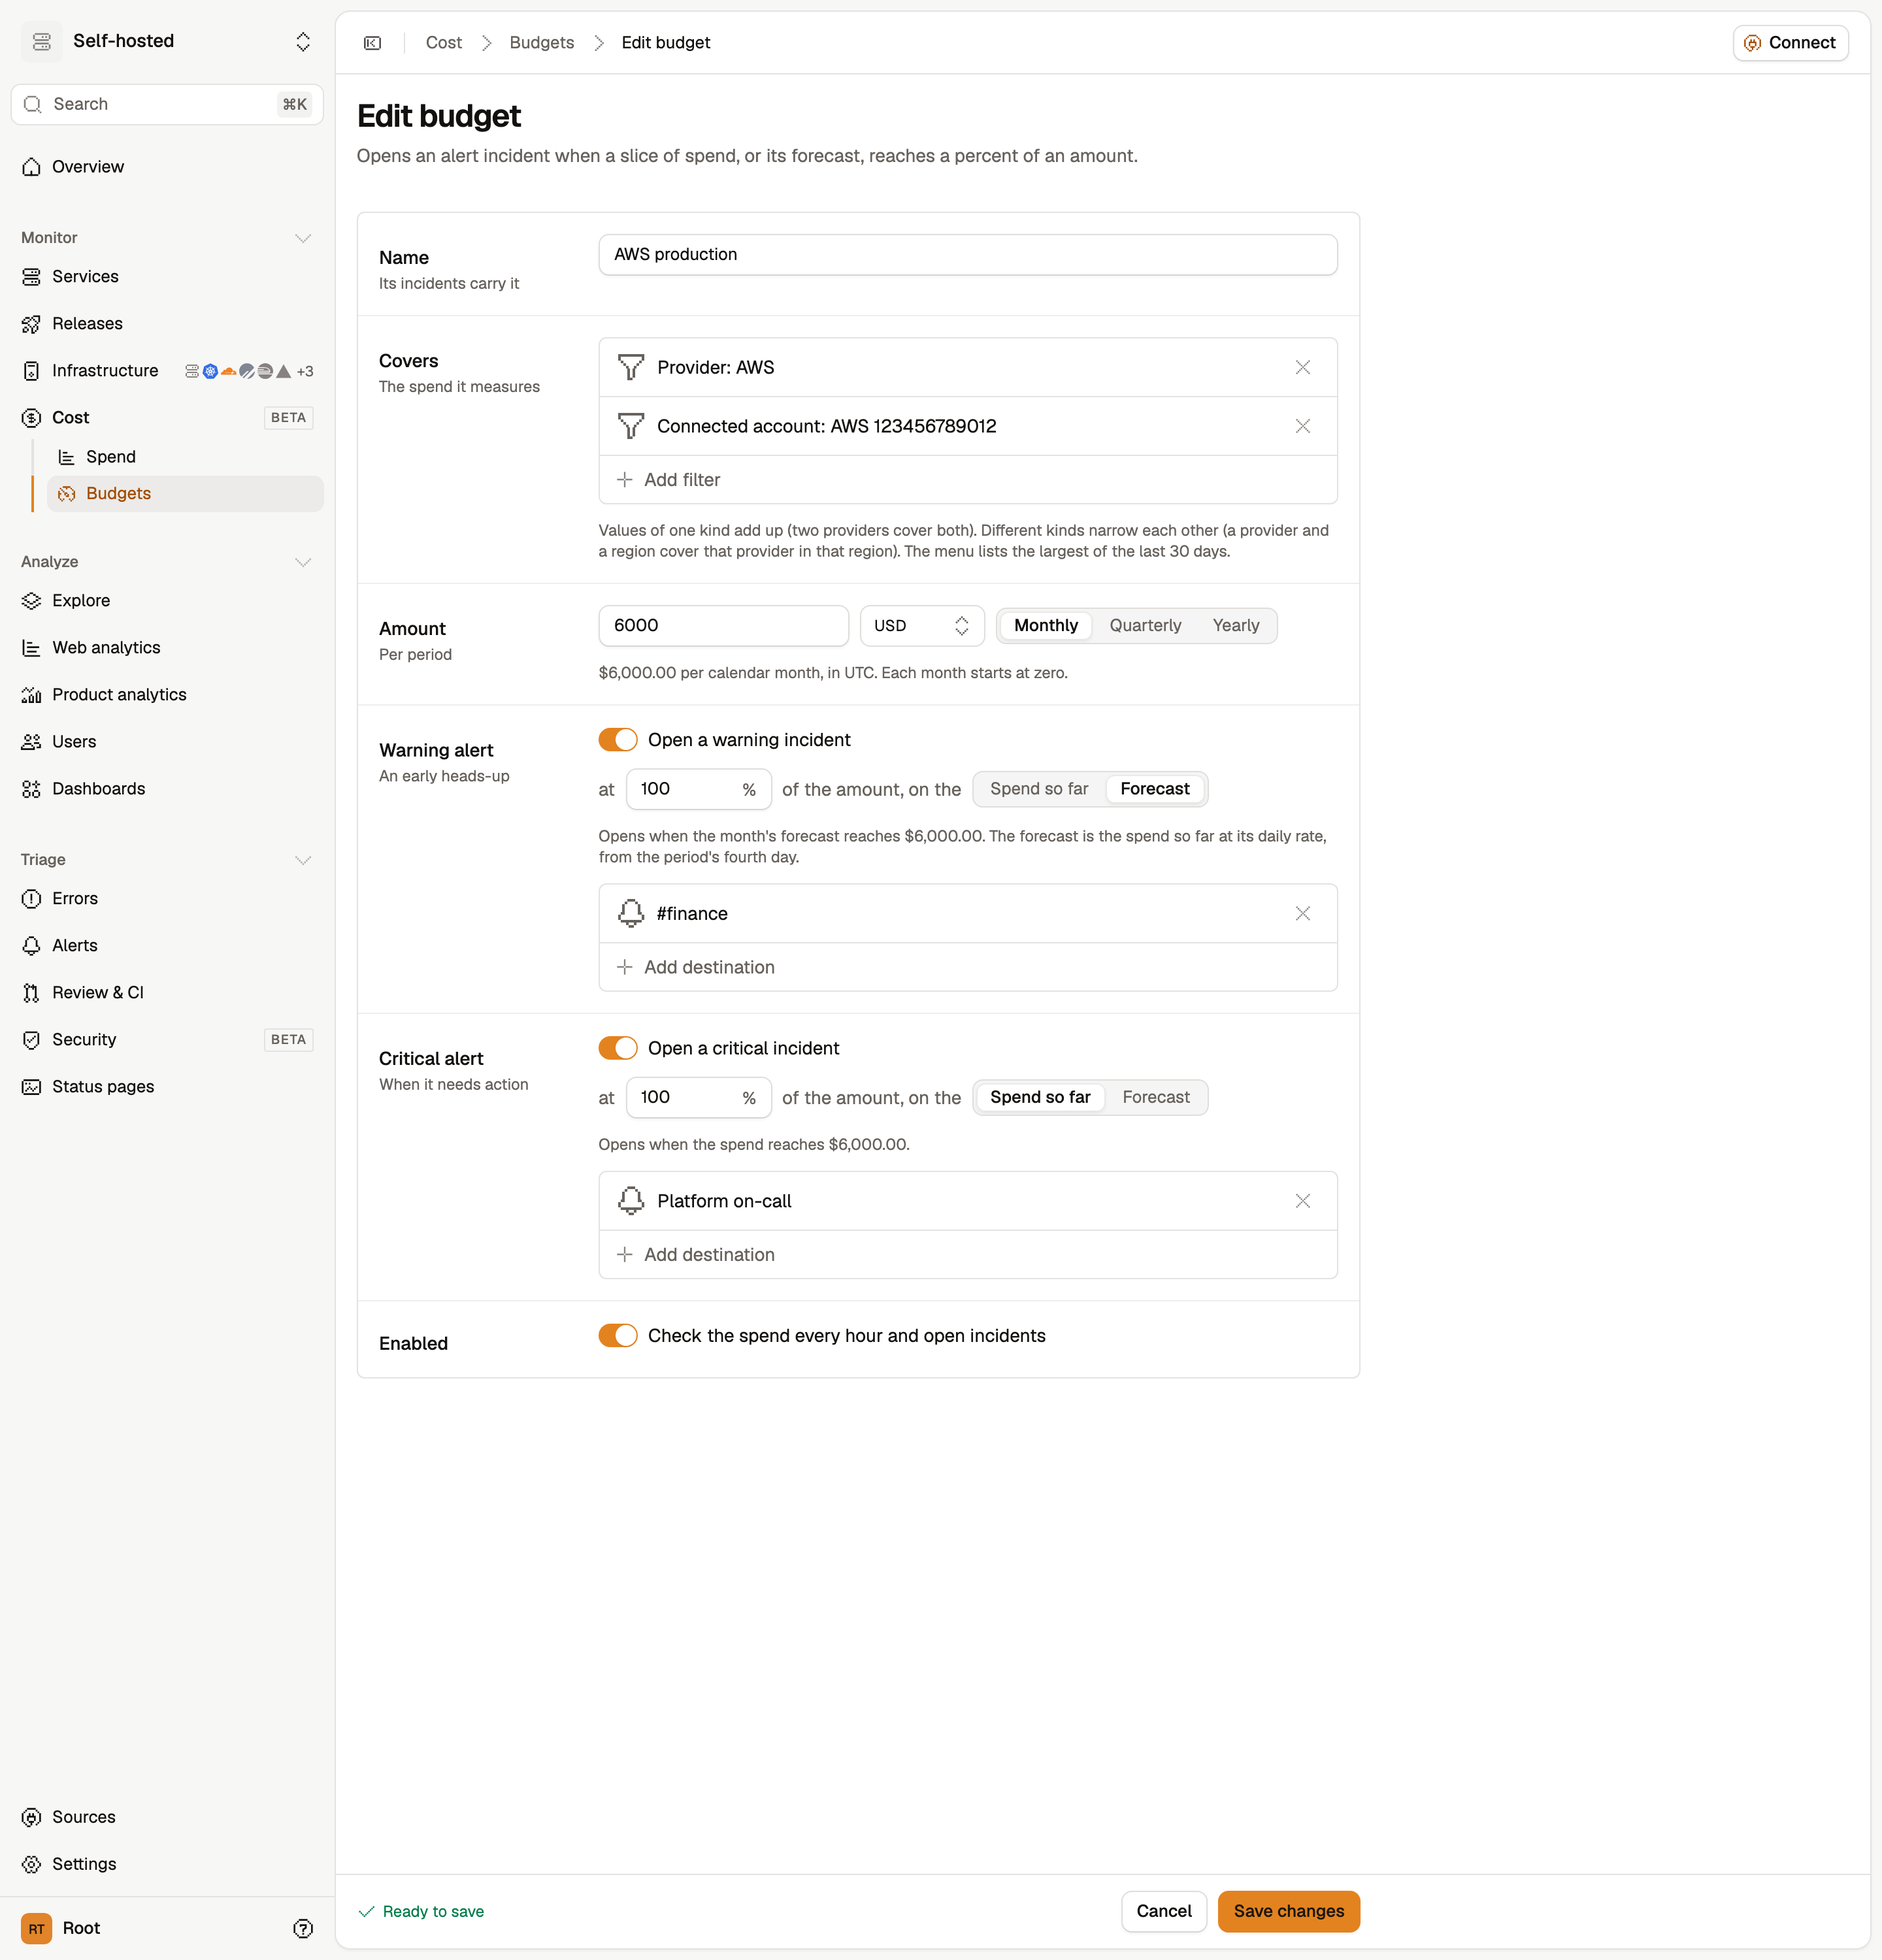 Self-hosted
Search ⌘K
Overview
Monitor
Services
Releases
Infrastructure +3
Cost BETA
Spend
Budgets
Analyze
Explore
Web analytics
Product analytics
Users
Dashboards
Triage
Errors
Alerts
Review & CI
Security BETA
Status pages
Sources
Settings
RT Root
Cost Budgets Edit budget
Connect
Edit budget
Opens an alert incident when a slice of spend, or its forecast, reaches a percent of an amount.
Name
Its incidents carry it
AWS production
Covers
The spend it measures
Provider: AWS
Connected account: AWS 123456789012
Add filter
Values of one kind add up (two providers cover both). Different kinds narrow each other (a provider and
a region cover that provider in that region). The menu lists the largest of the last 30 days.
Amount
Per period
6000 USD Monthly Quarterly Yearly
$6,000.00 per calendar month, in UTC. Each month starts at zero.
Warning alert
An early heads-up
Open a warning incident
at 100 % of the amount, on the Spend so far Forecast
Opens when the month's forecast reaches $6,000.00. The forecast is the spend so far at its daily rate,
from the period's fourth day.
#finance
Add destination
Critical alert
When it needs action
Open a critical incident
at 100 % of the amount, on the Spend so far Forecast
Opens when the spend reaches $6,000.00.
Platform on-call
Add destination
Enabled
Check the spend every hour and open incidents
Ready to save
Cancel Save changes